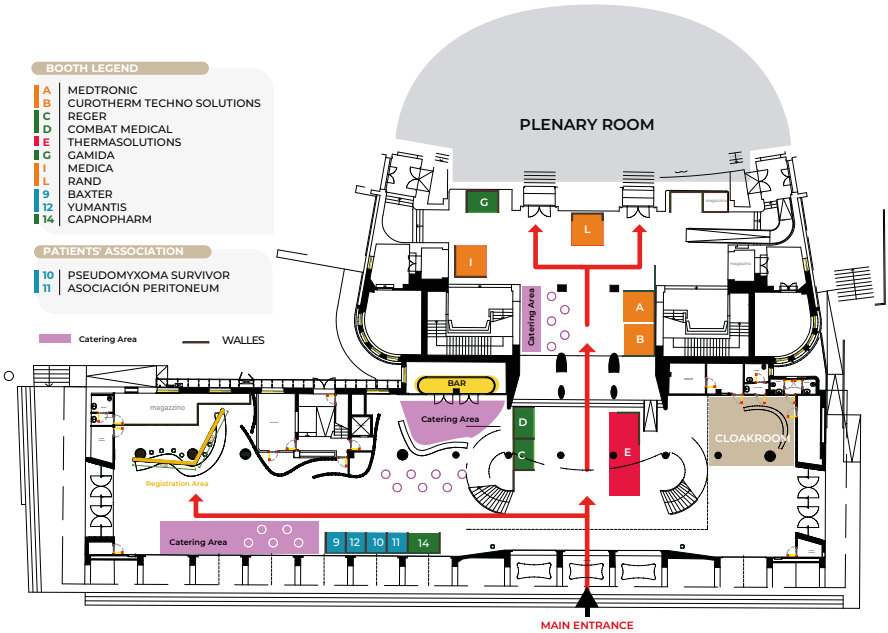 BOOTH LEGEND
A MEDTRONIC
B CUROTHERM TECHNO SOLUTIONS
C REGER
D COMBAT MEDICAL
E THERMASOLUTIONS
G GAMIDA
I MEDICA
L RAND
9 BAXTER
12 YUMANTIS
14 CAPNOPHARM
PATIENTS' ASSOCIATION
10 PSEUDOMYXOMA SURVIVOR
11 ASOCIACIÓN PERITONEUM
Catering Area
WALLES
PLENARY ROOM
magazzino
G
L
I
magazzino
Catering Area
A
B
BAR
magazzino
Catering Area
D
C
E
CLOAKROOM
Registration Area
Catering Area
9
12
10
11
14
MAIN ENTRANCE